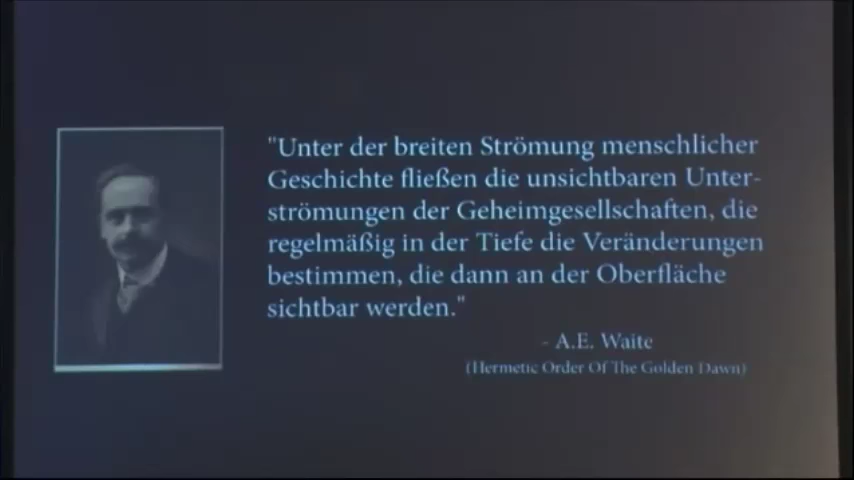 "Unter der breiten Strömung menschlicher
Geschichte fließen die unsichtbaren Unter-
strömungen der Geheimgesellschaften, die
regelmäßig in der Tiefe die Veränderungen
bestimmen, die dann an der Oberfläche
sichtbar werden."
- A.E. Waite
(Hermetic Order Of The Golden Dawn)